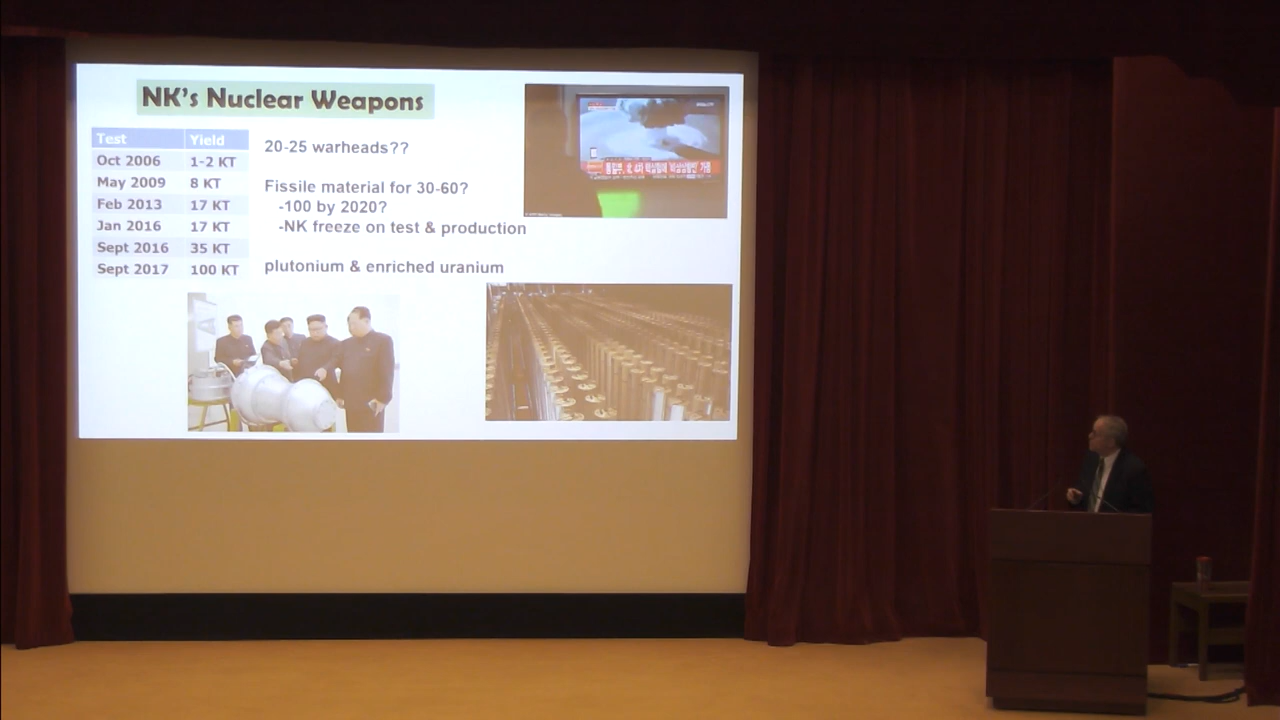 NK's Nuclear Weapons
Test Yield
Oct 2006 1-2 KT
May 2009 8 KT
Feb 2013 17 KT
Jan 2016 17 KT
Sept 2016 35 KT
Sept 2017 100 KT
20-25 warheads??
Fissile material for 30-60?
-100 by 2020?
-NK freeze on test & production
plutonium & enriched uranium